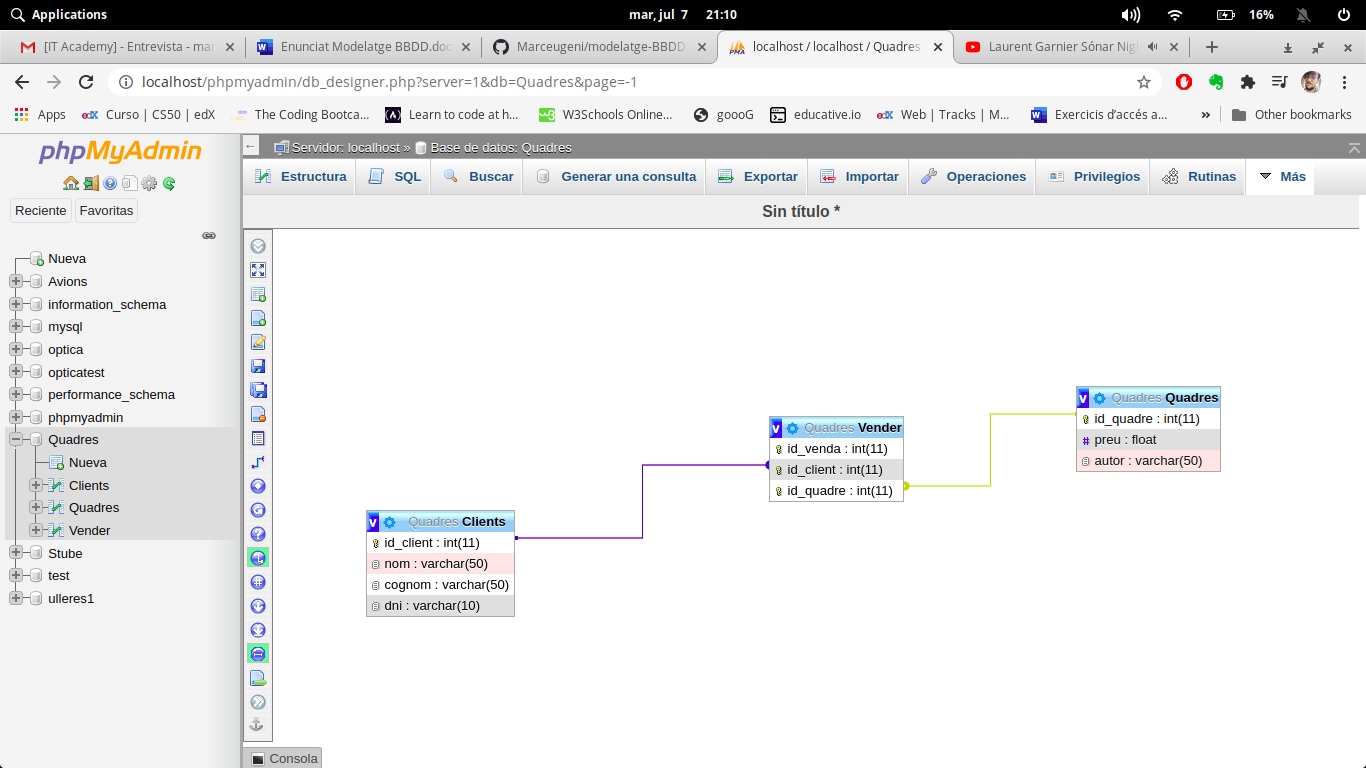 Applications
mar, jul 7 21:10
16%
[IT Academy] - Entrevista - mar
Enunciat Modelatge BBDD.doc
Marceugeni/modelatge-BBDD
localhost / localhost / Quadres
Laurent Garnier Sónar Nig
localhost/phpmyadmin/db_designer.php?server=1&db=Quadres&page=-1
Apps
Curso | CS50 | edX
The Coding Bootca...
Learn to code at h...
W3Schools Online...
goooG
educative.io
Web | Tracks | M...
Exercicis d'accés a...
»
Other bookmarks
phpMyAdmin
Reciente
Favoritas
Nueva
Avions
information_schema
mysql
optica
opticatest
performance_schema
phpmyadmin
Quadres
Nueva
Clients
Quadres
Vender
Stube
test
ulleres1
Servidor: localhost » Base de datos: Quadres
Estructura
SQL
Buscar
Generar una consulta
Exportar
Importar
Operaciones
Privilegios
Rutinas
Más
Sin título *
v Quadres Clients
id_client : int(11)
nom : varchar(50)
cognom : varchar(50)
dni : varchar(10)
v Quadres Vender
id_venda : int(11)
id_client : int(11)
id_quadre : int(11)
v Quadres Quadres
id_quadre : int(11)
# preu : float
autor : varchar(50)
Consola